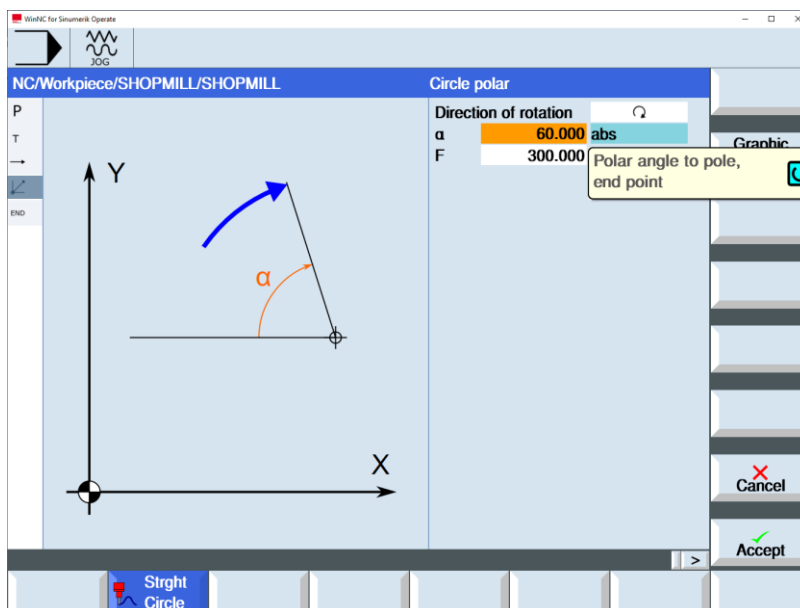 WinNC for Sinumerik Operate
JOG
NC/Workpiece/SHOPMILL/SHOPMILL
Circle polar
P
T
END
Y
α
X
Direction of rotation
α 60.000 abs
F 300.000
Polar angle to pole,
end point
Graphic
Cancel
Accept
>
Strght
Circle